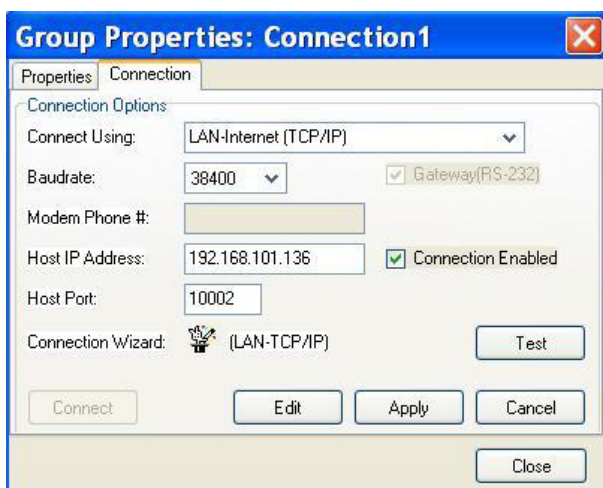 Group Properties: Connection1
Properties Connection
Connection Options
Connect Using: LAN-Internet (TCP/IP)
Baudrate: 38400 Gateway(RS-232)
Modem Phone #:
Host IP Address: 192.168.101.136 Connection Enabled
Host Port: 10002
Connection Wizard: (LAN-TCP/IP) Test
Connect Edit Apply Cancel
Close